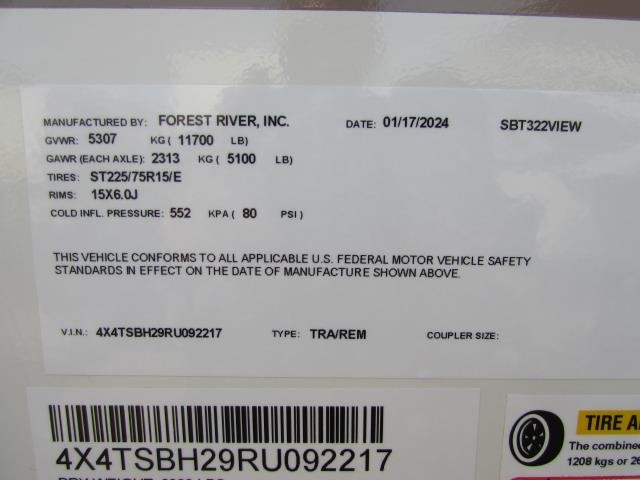 MANUFACTURED BY: FOREST RIVER, INC. DATE: 01/17/2024 SBT322VIEW
GVWR: 5307 KG ( 11700 LB)
GAWR (EACH AXLE): 2313 KG ( 5100 LB)
TIRES: ST225/75R15/E
RIMS: 15X6.0J
COLD INFL. PRESSURE: 552 KPA ( 80 PSI )
THIS VEHICLE CONFORMS TO ALL APPLICABLE U.S. FEDERAL MOTOR VEHICLE SAFETY
STANDARDS IN EFFECT ON THE DATE OF MANUFACTURE SHOWN ABOVE.
V.I.N.: 4X4TSBH29RU092217 TYPE: TRA/REM COUPLER SIZE:
4X4TSBH29RU092217
TIRE A
The combined
1208 kgs or 26